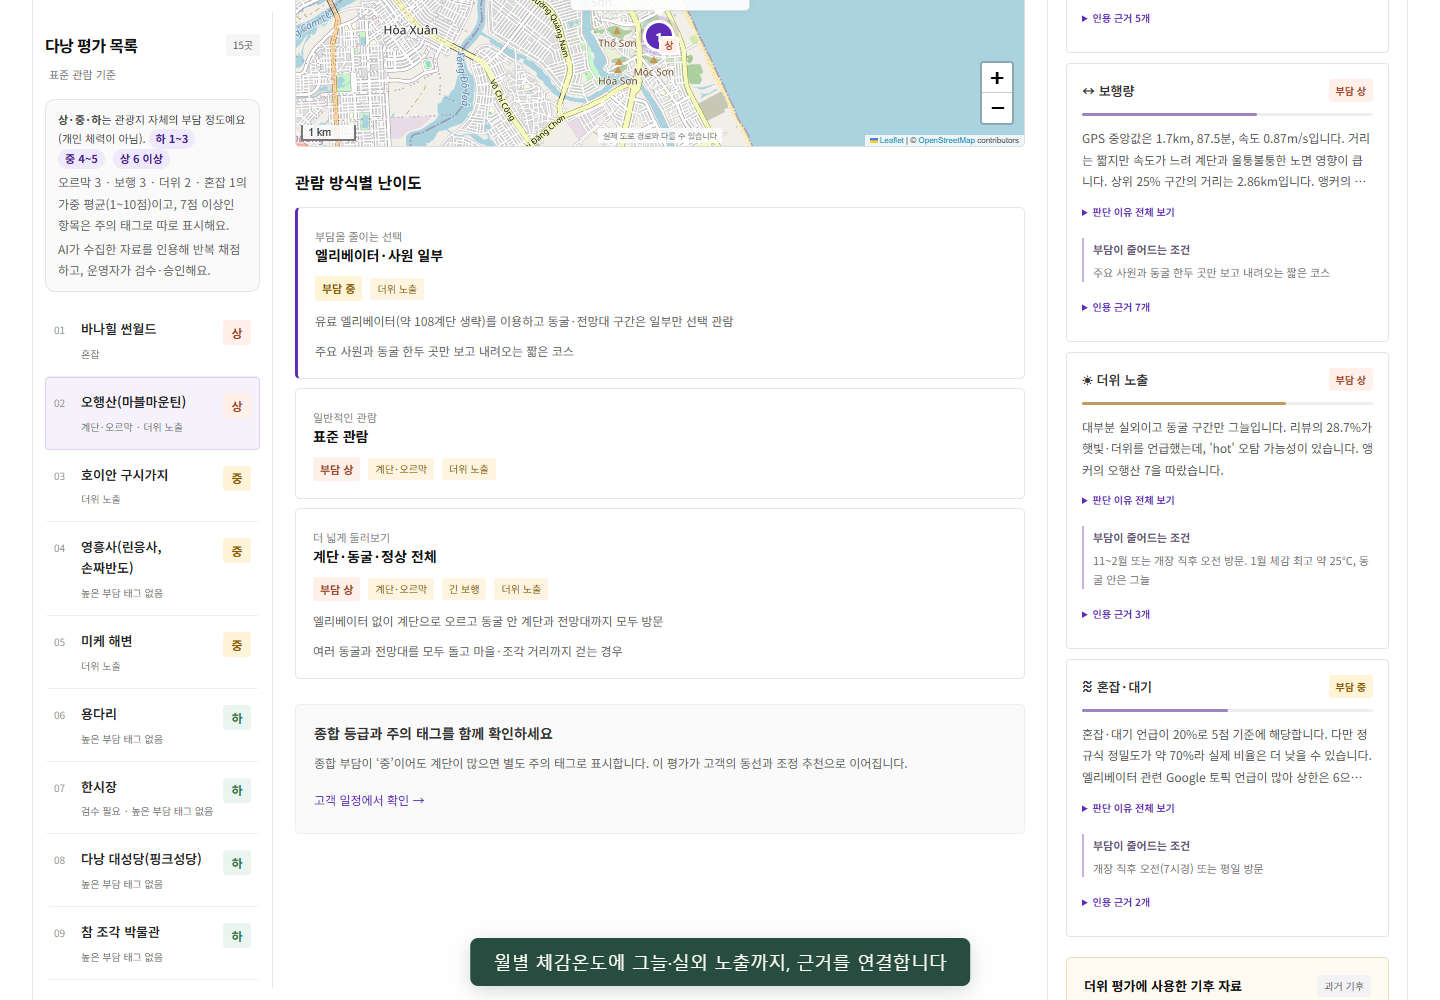 다낭 평가 목록
15곳
표준 관람 기준
상·중·하는 관광지 자체의 부담 정도예요
(개인 체력이 아님). 하 1~3
중 4~5 상 6 이상
오르막 3 · 보행 3 · 더위 2 · 혼잡 1의
가중 평균(1~10점)이고, 7점 이상인
항목은 주의 태그로 따로 표시해요.
AI가 수집한 자료를 인용해 반복 채점
하고, 운영자가 검수·승인해요.
01 바나힐 썬월드 상
혼잡
02 오행산(마블마운틴) 상
계단·오르막 · 더위 노출
03 호이안 구시가지 중
더위 노출
04 영흥사(린응사,
손짜반도) 중
높은 부담 태그 없음
05 미케 해변 중
더위 노출
06 용다리 하
높은 부담 태그 없음
07 한시장 하
검수 필요 · 높은 부담 태그 없음
08 다낭 대성당(핑크성당) 하
높은 부담 태그 없음
09 참 조각 박물관 하
높은 부담 태그 없음
Hòa Xuân
Thổ Sơn
Mộc Sơn
Hỏa Sơn
Võ Chí Công
상
1 km
+
−
실제 도로 경로와 다를 수 있습니다
Leaflet | © OpenStreetMap contributors
관람 방식별 난이도
부담을 줄이는 선택
엘리베이터·사원 일부
부담 중 더위 노출
유료 엘리베이터(약 108계단 생략)를 이용하고 동굴·전망대 구간은 일부만 선택 관람
주요 사원과 동굴 한두 곳만 보고 내려오는 짧은 코스
일반적인 관람
표준 관람
부담 상 계단·오르막 더위 노출
더 넓게 둘러보기
계단·동굴·정상 전체
부담 상 계단·오르막 긴 보행 더위 노출
엘리베이터 없이 계단으로 오르고 동굴 안 계단과 전망대까지 모두 방문
여러 동굴과 전망대를 모두 돌고 마을·조각 거리까지 걷는 경우
종합 등급과 주의 태그를 함께 확인하세요
종합 부담이 ‘중’이어도 계단이 많으면 별도 주의 태그로 표시합니다. 이 평가가 고객의 동선과 조정 추천으로 이어집니다.
고객 일정에서 확인 →
▶ 인용 근거 5개
↔ 보행량 부담 상
GPS 중앙값은 1.7km, 87.5분, 속도 0.87m/s입니다. 거리
는 짧지만 속도가 느려 계단과 울퉁불퉁한 노면 영향이 큽
니다. 상위 25% 구간의 거리는 2.86km입니다. 앵커의 …
▶ 판단 이유 전체 보기
부담이 줄어드는 조건
주요 사원과 동굴 한두 곳만 보고 내려오는 짧은 코스
▶ 인용 근거 7개
☀ 더위 노출 부담 상
대부분 실외이고 동굴 구간만 그늘입니다. 리뷰의 28.7%가
햇빛·더위를 언급했는데, 'hot' 오탐 가능성이 있습니다. 앵
커의 오행산 7을 따랐습니다.
▶ 판단 이유 전체 보기
부담이 줄어드는 조건
11~2월 또는 개장 직후 오전 방문. 1월 체감 최고 약 25℃, 동
굴 안은 그늘
▶ 인용 근거 3개
혼잡·대기 부담 중
혼잡·대기 언급이 20%로 5점 기준에 해당합니다. 다만 정
규식 정밀도가 약 70%라 실제 비율은 더 낮을 수 있습니다.
엘리베이터 관련 Google 토픽 언급이 많아 상한은 6으…
▶ 판단 이유 전체 보기
부담이 줄어드는 조건
개장 직후 오전(7시경) 또는 평일 방문
▶ 인용 근거 2개
더위 평가에 사용한 기후 자료 과거 기후
월별 체감온도에 그늘·실외 노출까지, 근거를 연결합니다